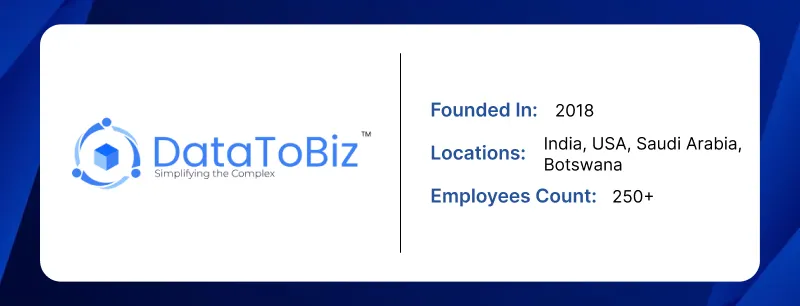 DataToBiz™
Simplifying the Complex
Founded In: 2018
Locations: India, USA, Saudi Arabia,
Botswana
Employees Count: 250+